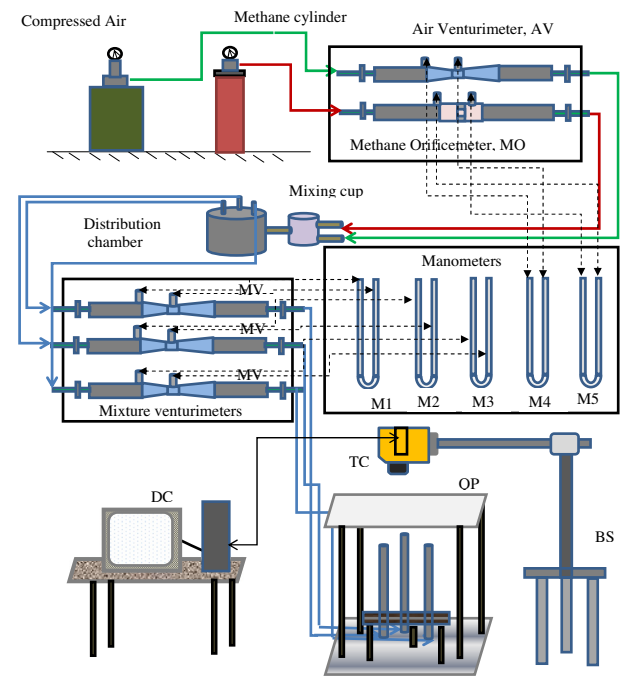 Compressed Air
Methane cylinder
Air Venturimeter, AV
Methane Orificemeter, MO
Mixing cup
Distribution
chamber
Manometers
MV
MV
MV
Mixture venturimeters
M1
M2
M3
M4
M5
TC
OP
DC
BS